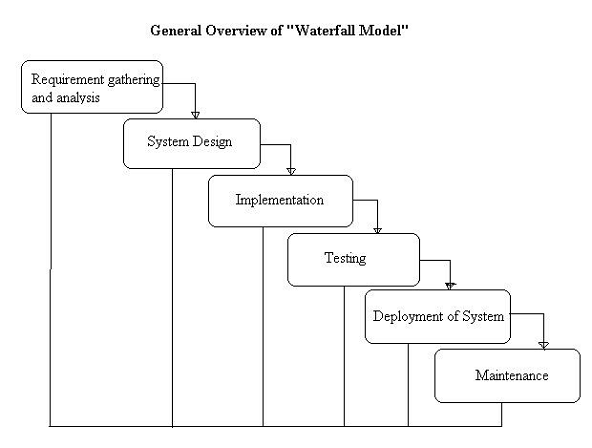 General Overview of "Waterfall Model"
Requirement gathering
and analysis
System Design
Implementation
Testing
Deployment of System
Maintenance